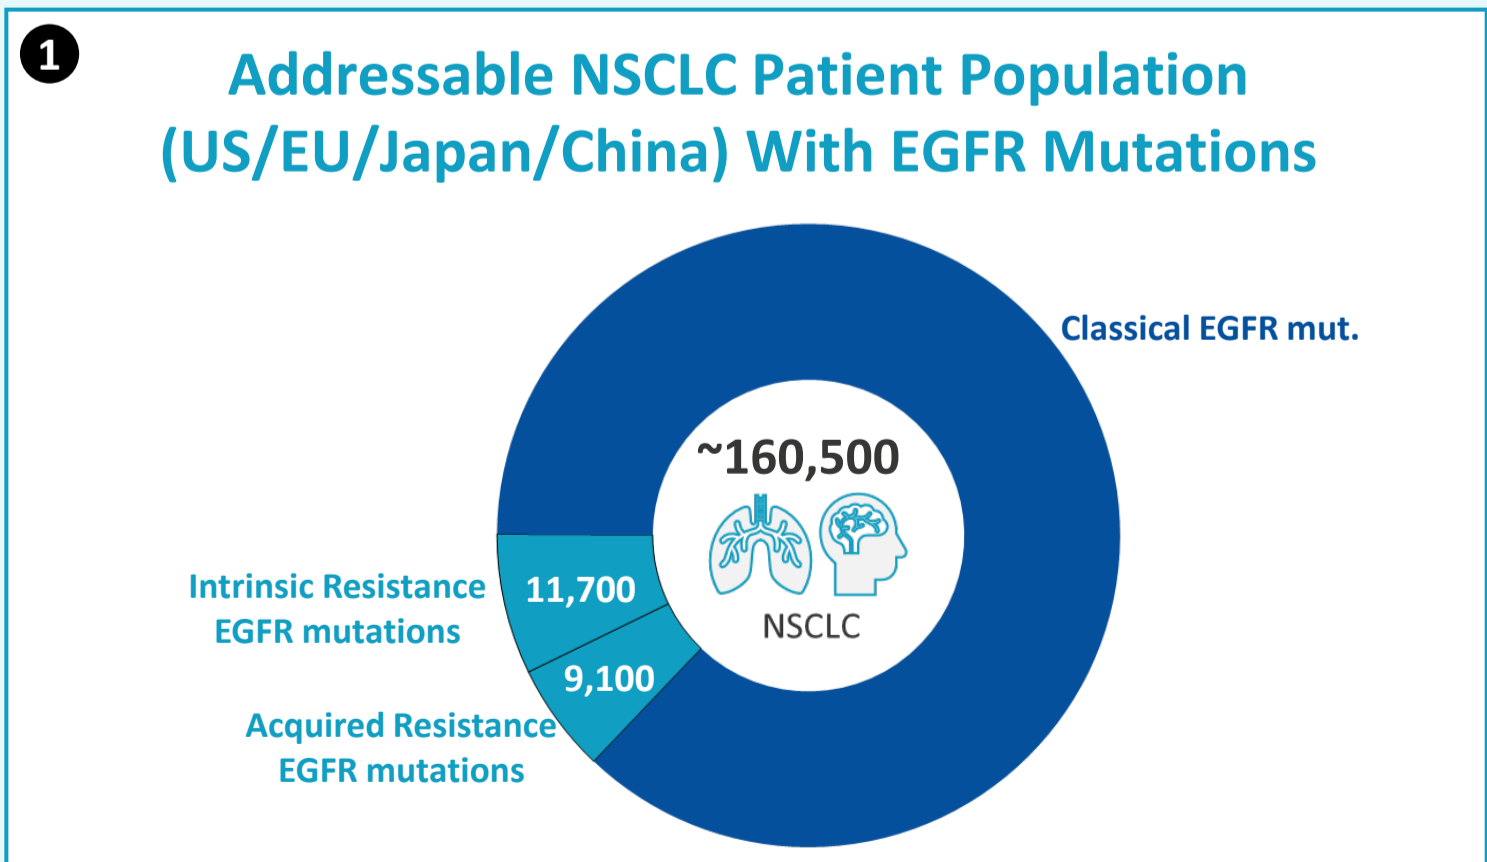 1
Addressable NSCLC Patient Population
(US/EU/Japan/China) With EGFR Mutations
Classical EGFR mut.
~160,500
NSCLC
Intrinsic Resistance
EGFR mutations
11,700
9,100
Acquired Resistance
EGFR mutations